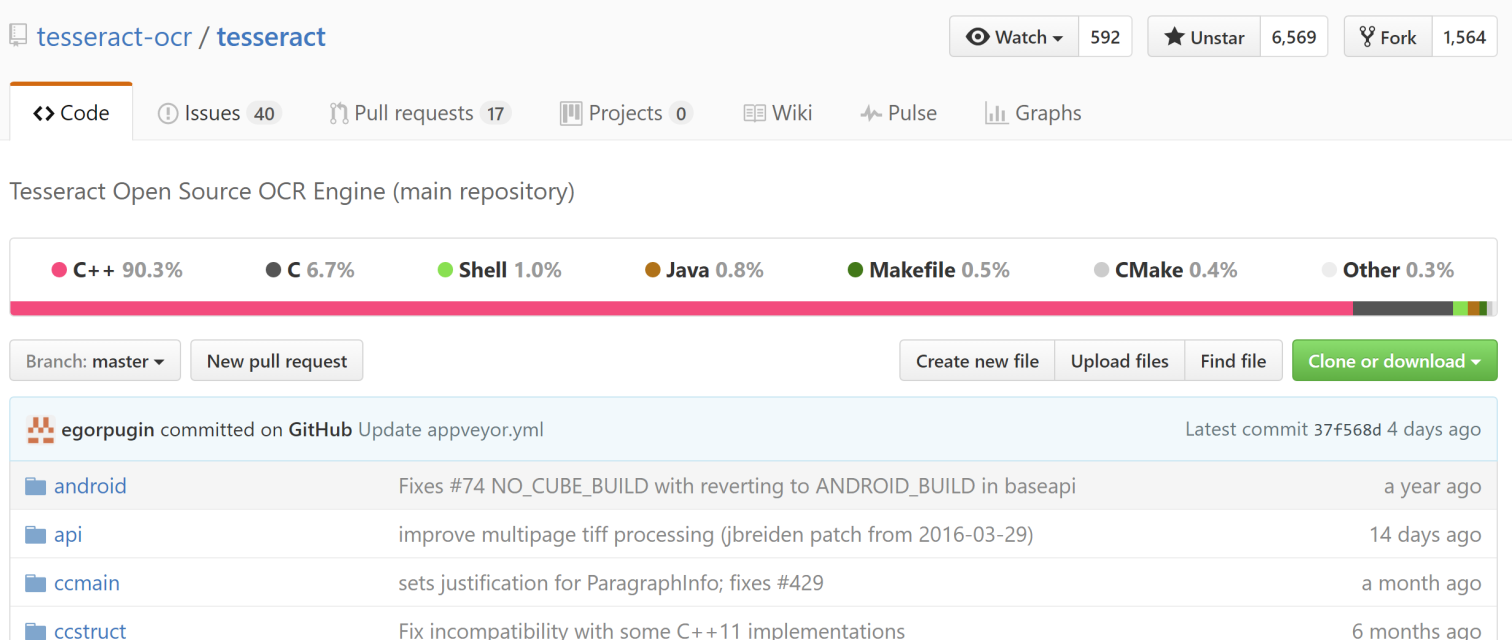 tesseract-ocr / tesseract Watch 592 Unstar 6,569 Fork 1,564
Code Issues 40 Pull requests 17 Projects 0 Wiki Pulse Graphs
Tesseract Open Source OCR Engine (main repository)
C++ 90.3% C 6.7% Shell 1.0% Java 0.8% Makefile 0.5% CMake 0.4% Other 0.3%
Branch: master New pull request Create new file Upload files Find file Clone or download
egorpugin committed on GitHub Update appveyor.yml Latest commit 37f568d 4 days ago
android Fixes #74 NO_CUBE_BUILD with reverting to ANDROID_BUILD in baseapi a year ago
api improve multipage tiff processing (jbreiden patch from 2016-03-29) 14 days ago
ccmain sets justification for ParagraphInfo; fixes #429 a month ago
ccstruct Fix incompatibility with some C++11 implementations 6 months ago